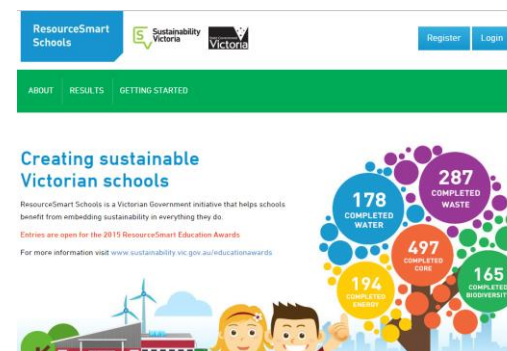 ResourceSmart
Schools
Sustainability
Victoria
Victoria
Register
Login
ABOUT
RESULTS
GETTING STARTED
Creating sustainable
Victorian schools
ResourceSmart Schools is a Victorian Government initiative that helps schools
benefit from embedding sustainability in everything they do.
Entries are open for the 2015 ResourceSmart Education Awards
For more information visit www.sustainability.vic.gov.au/educationawards
287
COMPLETED
WASTE
178
COMPLETED
WATER
497
COMPLETED
CORE
194
COMPLETED
ENERGY
165
COMPLETED
BIODIVERSIT